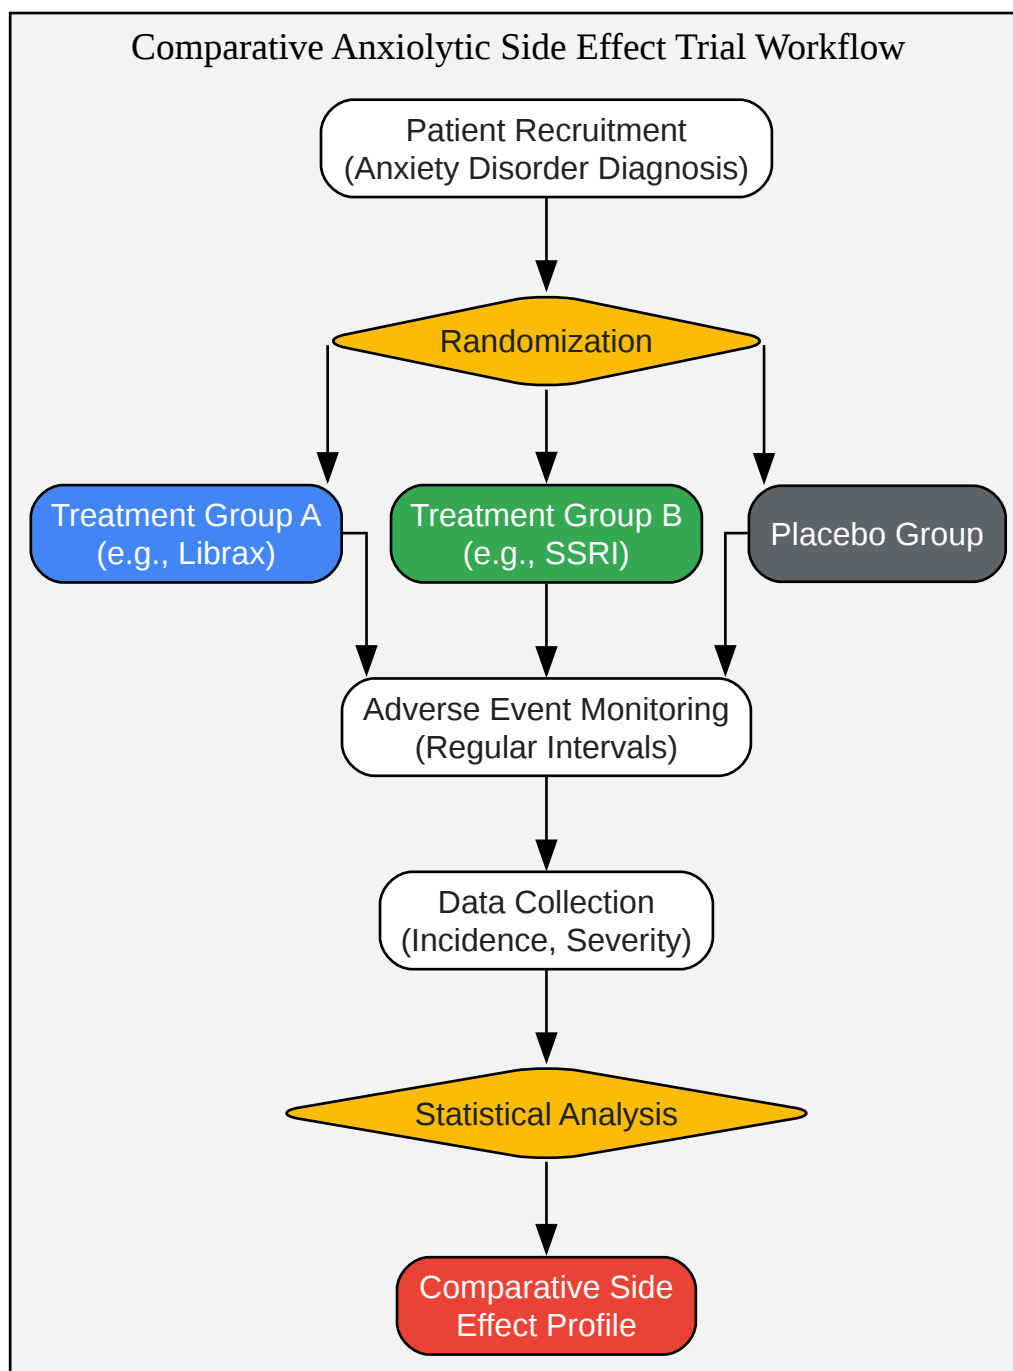 Comparative Anxiolytic Side Effect Trial Workflow
Patient Recruitment
(Anxiety Disorder Diagnosis)
Randomization
Treatment Group A
(e.g., Librax)
Treatment Group B
(e.g., SSRI)
Placebo Group
Adverse Event Monitoring
(Regular Intervals)
Data Collection
(Incidence, Severity)
Statistical Analysis
Comparative Side
Effect Profile